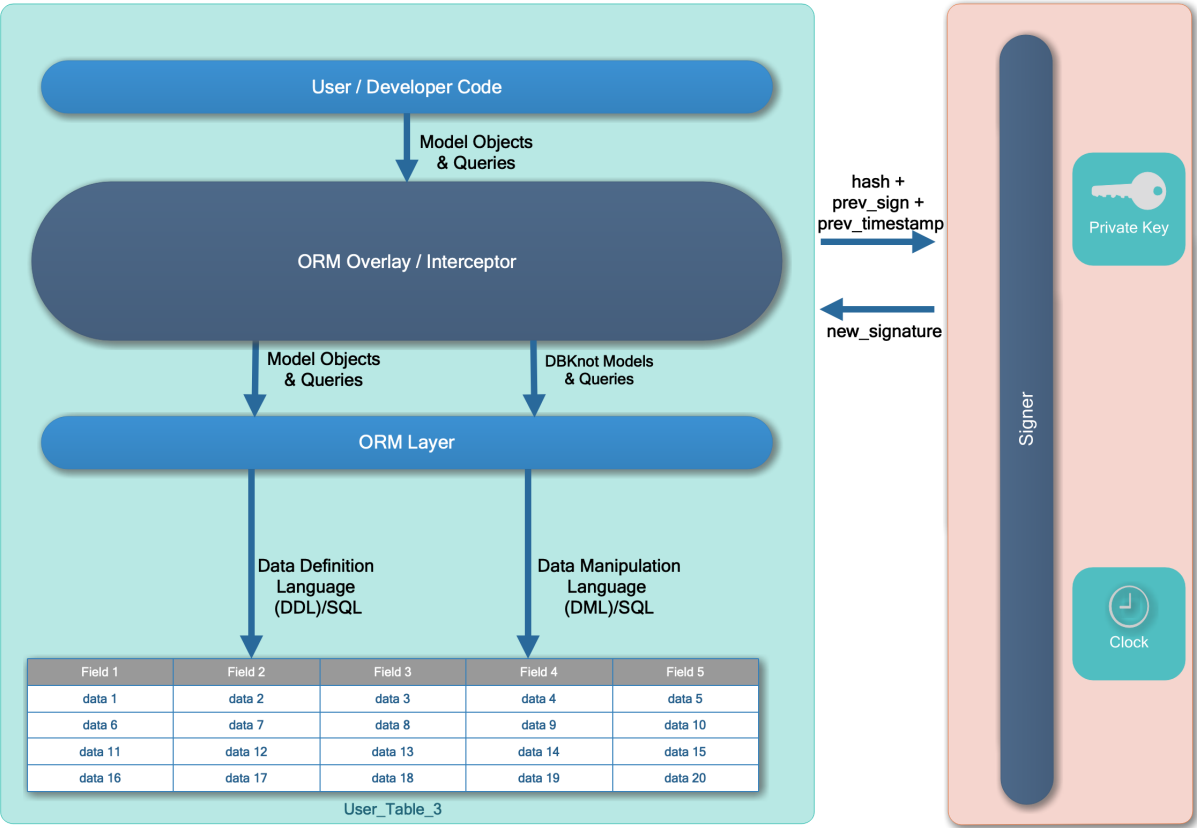 User / Developer Code
Model Objects
& Queries
ORM Overlay / Interceptor
Model Objects
& Queries
DBKnot Models
& Queries
ORM Layer
Data Definition
Language
(DDL)/SQL
Data Manipulation
Language
(DML)/SQL
Field 1 Field 2 Field 3 Field 4 Field 5
data 1 data 2 data 3 data 4 data 5
data 6 data 7 data 8 data 9 data 10
data 11 data 12 data 13 data 14 data 15
data 16 data 17 data 18 data 19 data 20
User_Table_3
hash +
prev_sign +
prev_timestamp
new_signature
Signer
Private Key
Clock